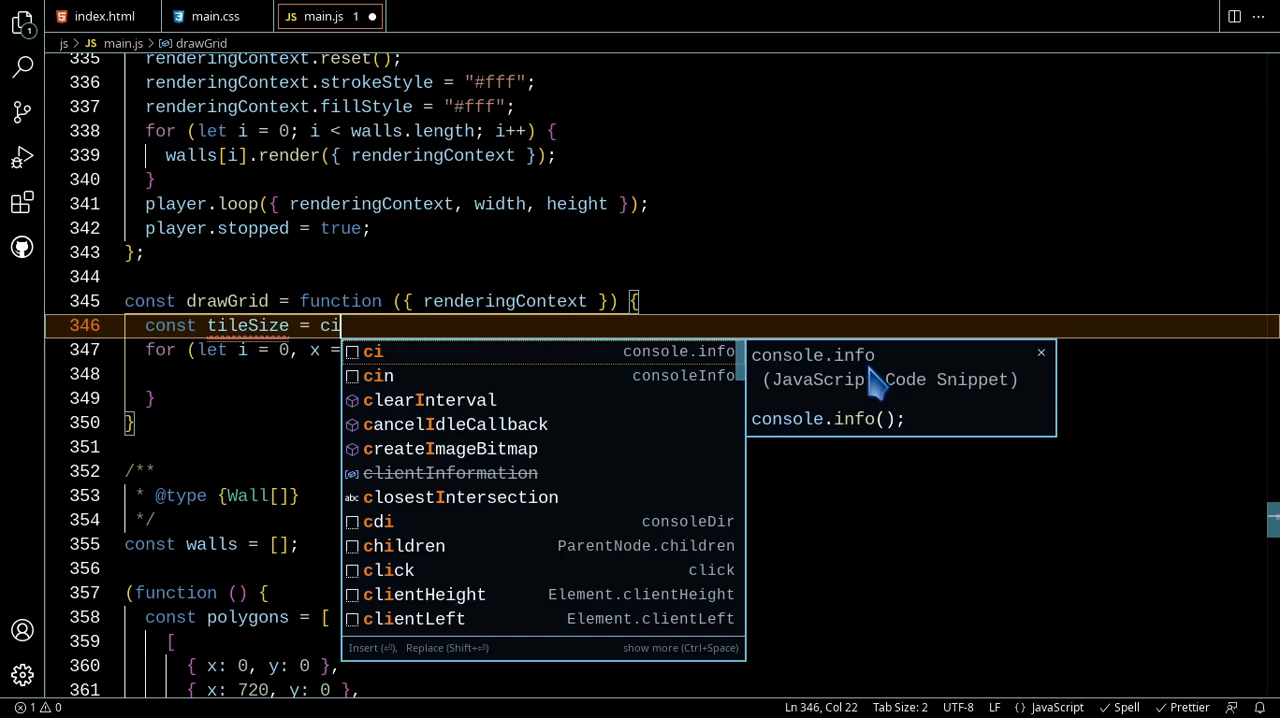 index.html
main.css
JS main.js 1
js > JS main.js > drawGrid
335 renderingContext.reset();
336 renderingContext.strokeStyle = "#fff";
337 renderingContext.fillStyle = "#fff";
338 for (let i = 0; i < walls.length; i++) {
339 walls[i].render({ renderingContext });
340 }
341 player.loop({ renderingContext, width, height });
342 player.stopped = true;
343 };
344
345 const drawGrid = function ({ renderingContext }) {
346 const tileSize = ci
347 for (let i = 0, x =
348
349 }
350 }
351
352 /**
353 * @type {Wall[]}
354 */
355 const walls = [];
356
357 (function () {
358 const polygons = [
359 [
360 { x: 0, y: 0 },
361 { x: 720, y: 0 },
ci console.info
cin consoleInfo
clearInterval
cancelIdleCallback
createImageBitmap
clientInformation
abc closestIntersection
cdi consoleDir
children ParentNode.children
click click
clientHeight Element.clientHeight
clientLeft Element.clientLeft
Insert (⏎), Replace (Shift+⏎) show more (Ctrl+Space)
console.info ×
(JavaScrip Code Snippet)
console.info();
1
1 0
Ln 346, Col 22 Tab Size: 2 UTF-8 LF {} JavaScript ✓ Spell ✓ Prettier